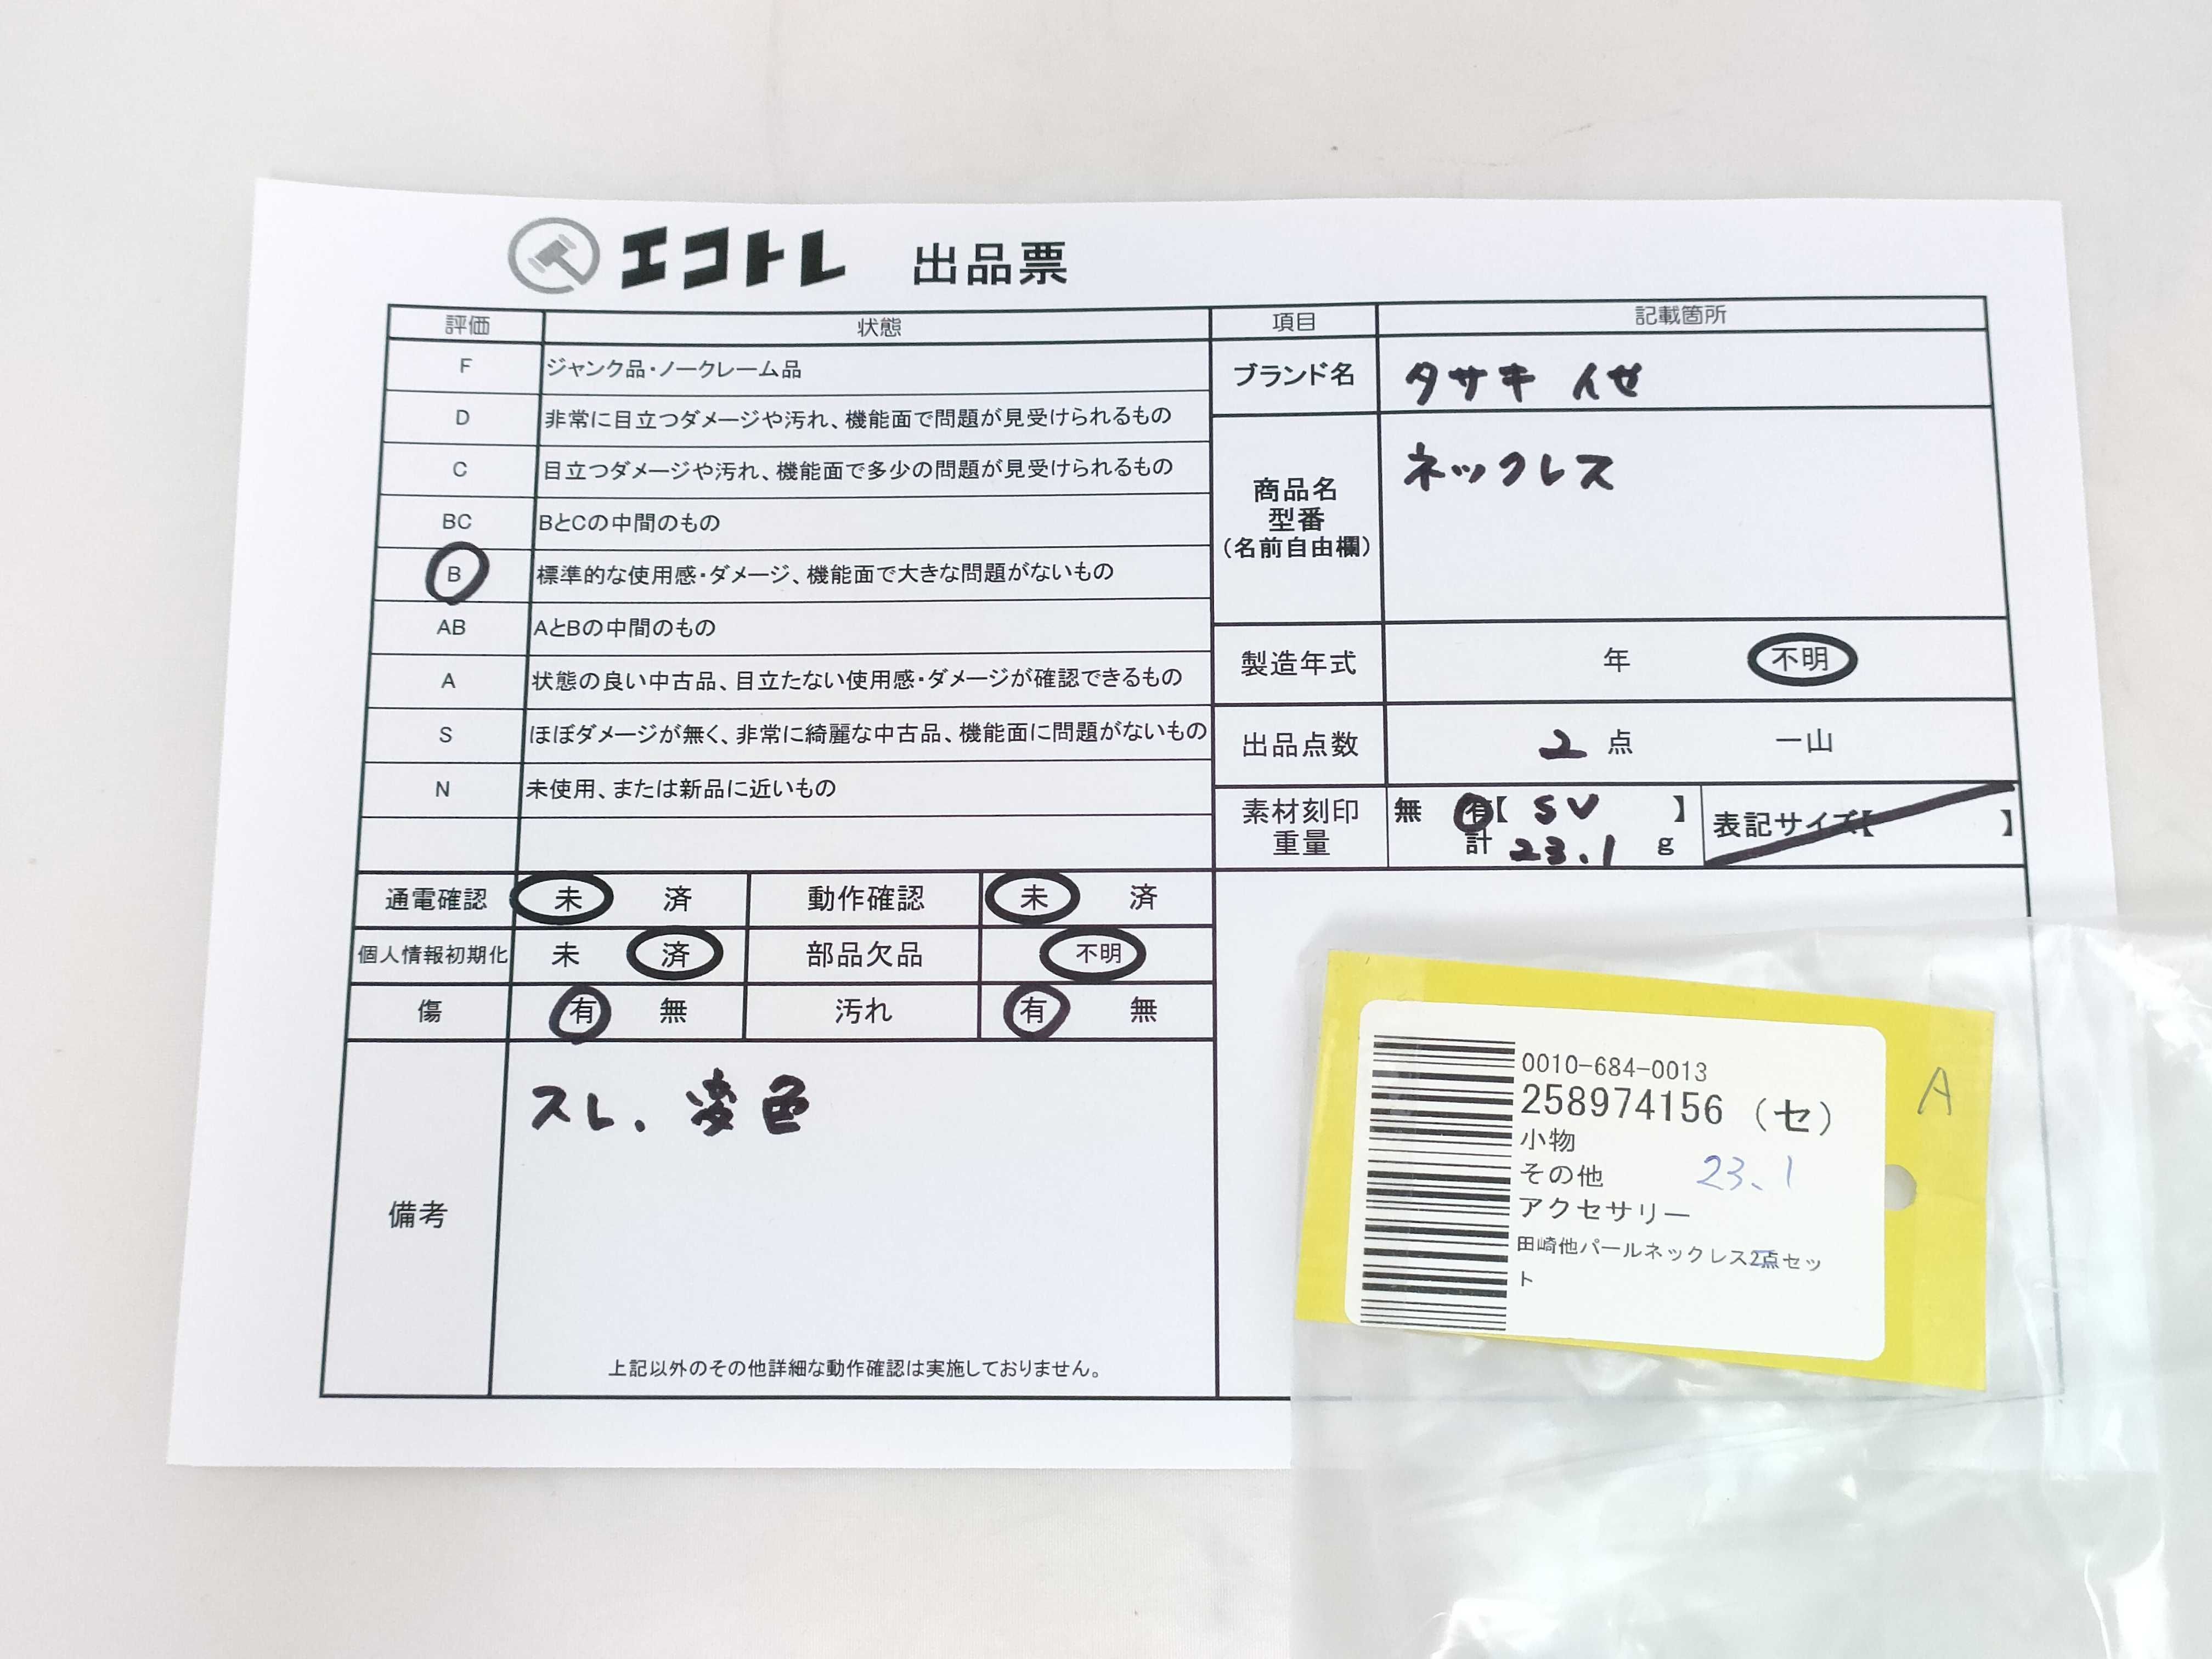 エコトレ 出品票
評価 状態
F ジャンク品・ノークレーム品
D 非常に目立つダメージや汚れ、機能面で問題が見受けられるもの
C 目立つダメージや汚れ、機能面で多少の問題が見受けられるもの
BC BとCの中間のもの
B 標準的な使用感・ダメージ、機能面で大きな問題がないもの
AB AとBの中間のもの
A 状態の良い中古品、目立たない使用感・ダメージが確認できるもの
S ほぼダメージが無く、非常に綺麗な中古品、機能面に問題がないもの
N 未使用、または新品に近いもの
項目 記載箇所
ブランド名 タサキ イセ
商品名
型番
(名前自由欄)
ネックレス
製造年式 年 不明
出品点数 2 点 一山
素材刻印 無 有【 SV 】
重量 計 23.1 g
表記サイズ【 】
通電確認 未 済 動作確認 未 済
個人情報初期化 未 済 部品欠品 不明
傷 有 無 汚れ 有 無
備考
スレ、変色
上記以外のその他詳細な動作確認は実施しておりません。
0010-684-0013
258974156 (セ)
小物
その他
アクセサリー
田崎他パールネックレス2点セッ
ト
23.1
A